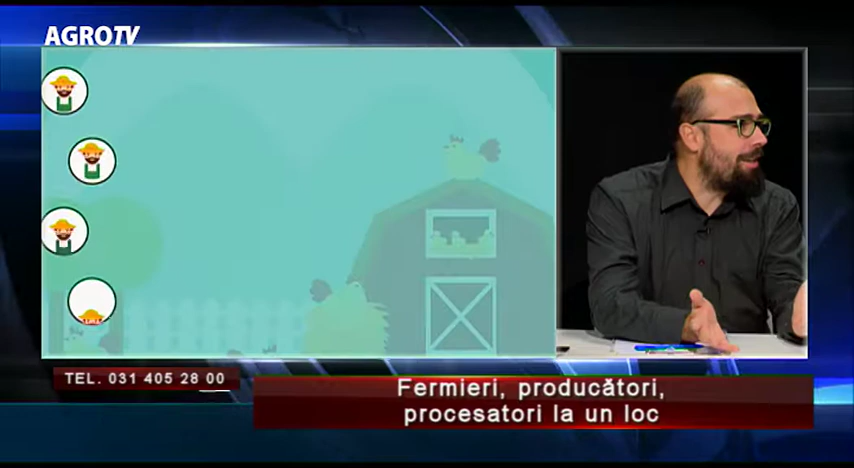 AGROTV
TEL. 031 405 28 00
Fermieri, producători,
procesatori la un loc